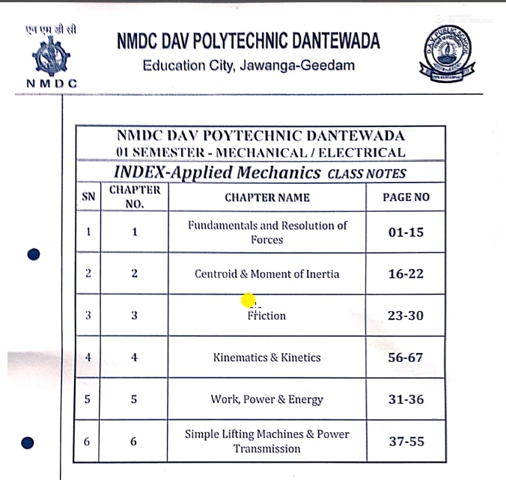 एन एम डी सी
NMDC
NMDC DAV POLYTECHNIC DANTEWADA
Education City, Jawanga-Geedam
NMDC DAV POYTECHNIC DANTEWADA
01 SEMESTER - MECHANICAL / ELECTRICAL
INDEX-Applied Mechanics CLASS NOTES
SN CHAPTER NO. CHAPTER NAME PAGE NO
1 1 Fundamentals and Resolution of Forces 01-15
2 2 Centroid & Moment of Inertia 16-22
3 3 Friction 23-30
4 4 Kinematics & Kinetics 56-67
5 5 Work, Power & Energy 31-36
6 6 Simple Lifting Machines & Power Transmission 37-55